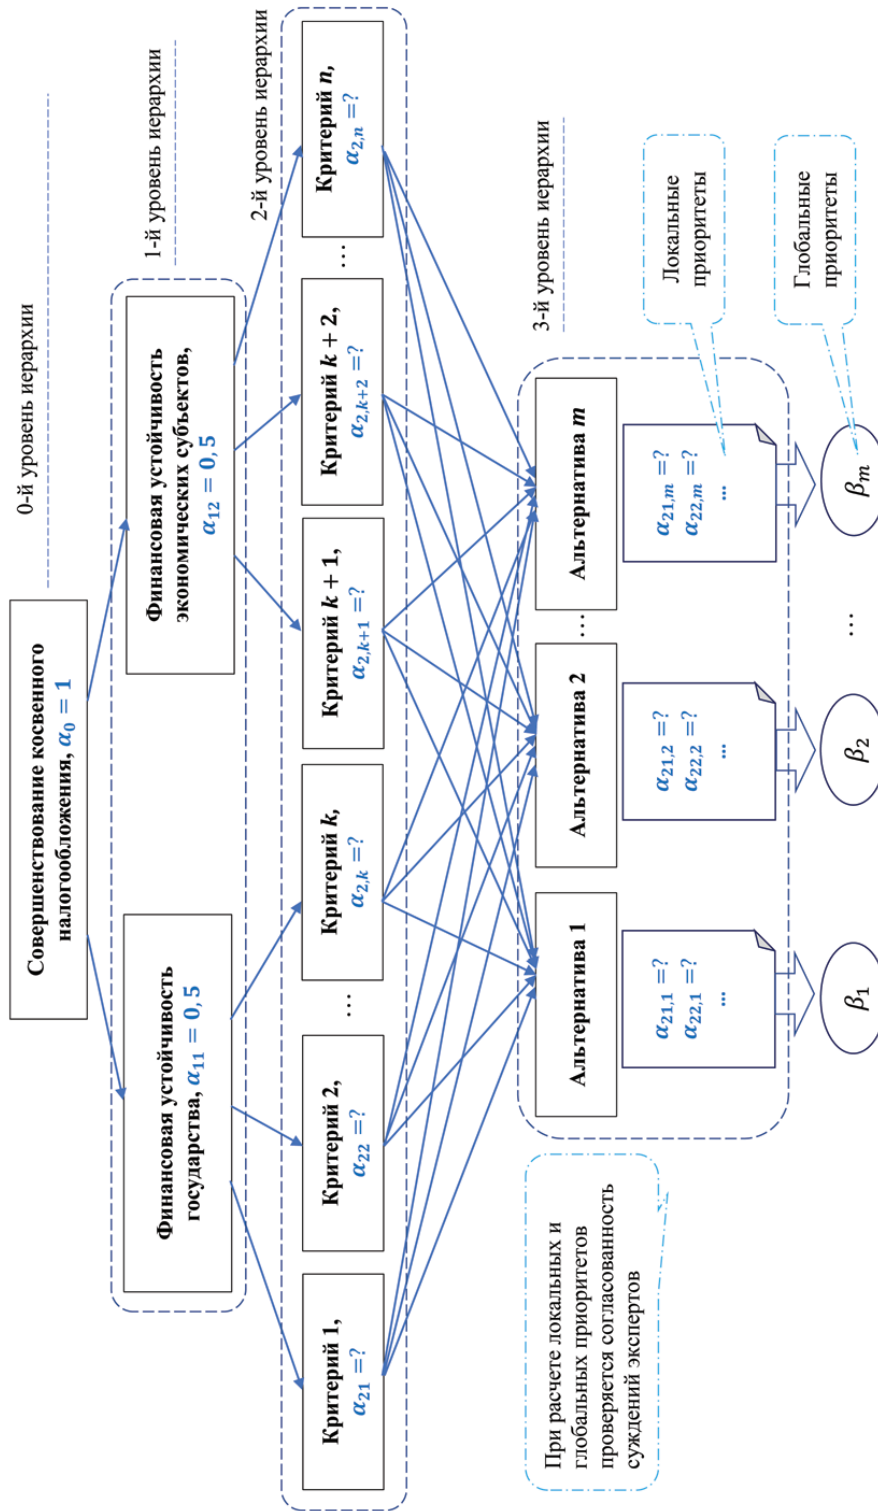 0-й уровень иерархии
Совершенствование косвенного
налогообложения, α₀ = 1
1-й уровень иерархии
Финансовая устойчивость
государства, α₁₁ = 0,5
Финансовая устойчивость
экономических субъектов,
α₁₂ = 0,5
2-й уровень иерархии
Критерий 1,
α₂₁ =?
Критерий 2,
α₂₂ =?
...
Критерий k,
α₂,ₖ =?
Критерий k + 1,
α₂,ₖ₊₁ =?
Критерий k + 2,
α₂,ₖ₊₂ =?
...
Критерий n,
α₂,ₙ =?
3-й уровень иерархии
Альтернатива 1
Альтернатива 2
...
Альтернатива m
α₂₁,₁ =?
α₂₂,₁ =?
...
α₂₁,₂ =?
α₂₂,₂ =?
...
α₂₁,ₘ =?
α₂₂,ₘ =?
...
Локальные
приоритеты
При расчете локальных и
глобальных приоритетов
проверяется согласованность
суждений экспертов
β₁
β₂
...
βₘ
Глобальные
приоритеты